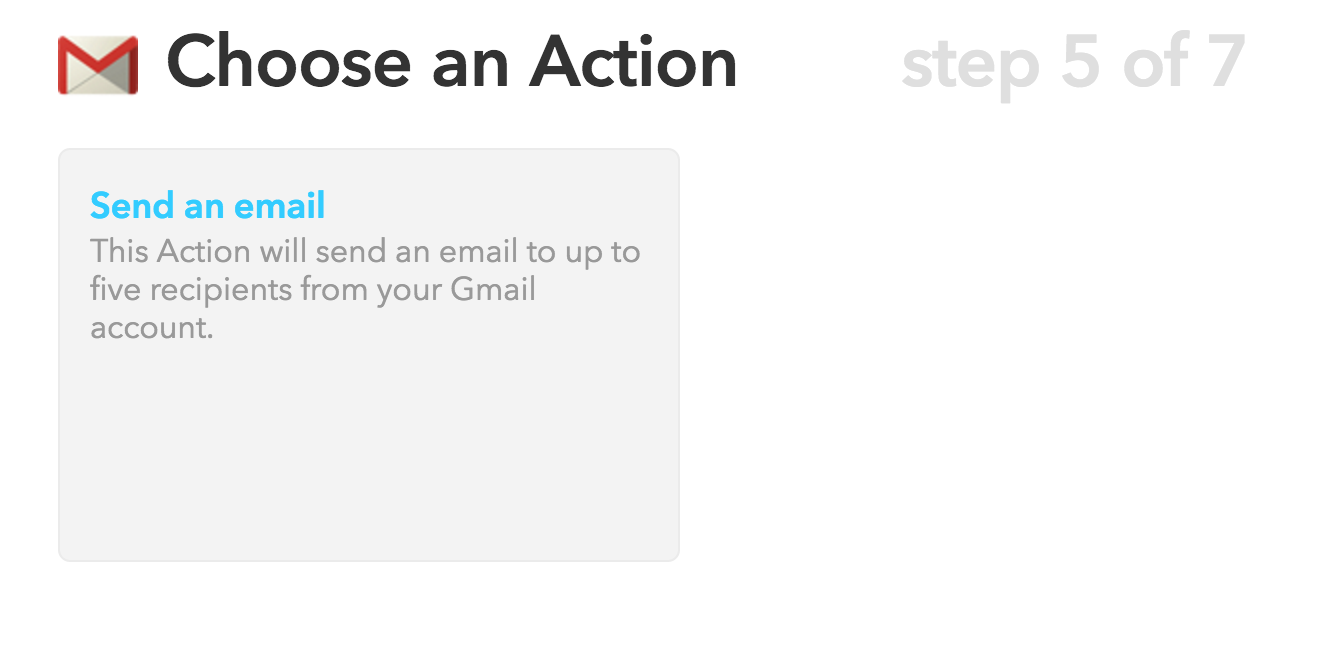 Choose an Action
step 5 of 7
Send an email
This Action will send an email to up to
five recipients from your Gmail
account.